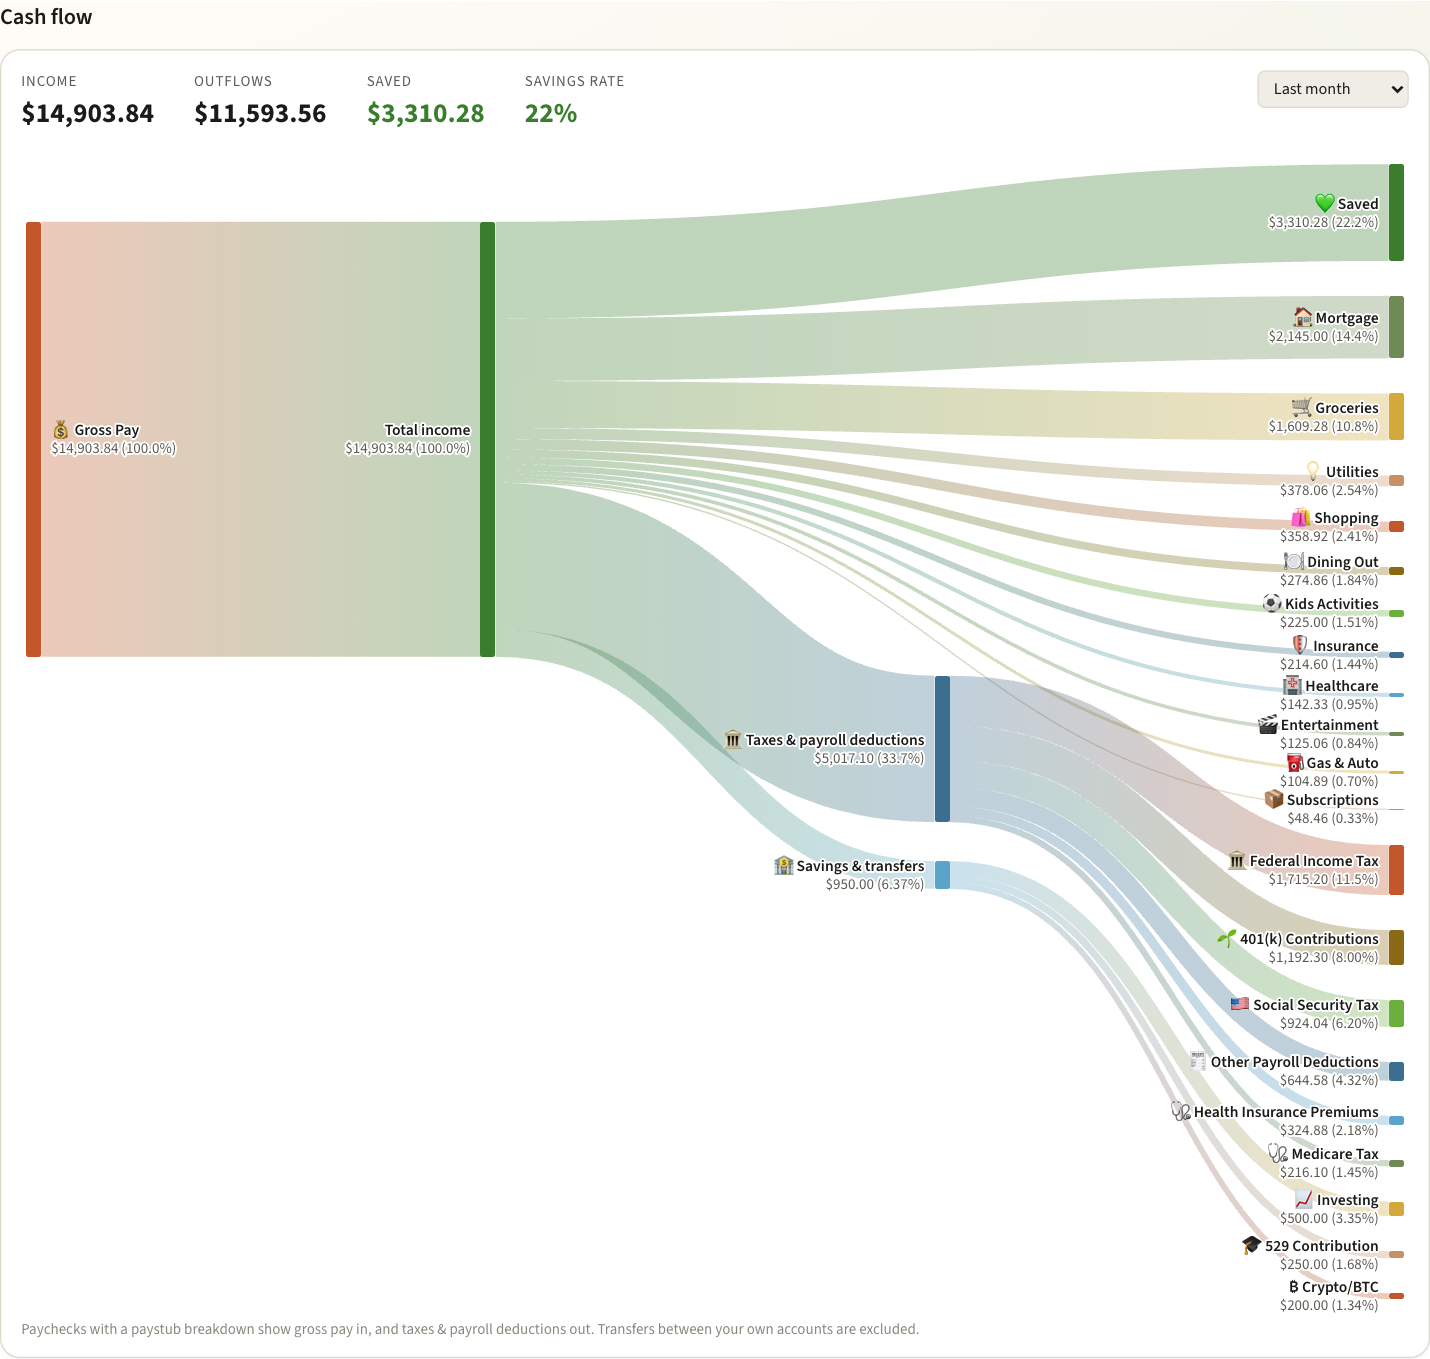 Cash flow
INCOME
$14,903.84
OUTFLOWS
$11,593.56
SAVED
$3,310.28
SAVINGS RATE
22%
Last month
Gross Pay
$14,903.84 (100.0%)
Total income
$14,903.84 (100.0%)
Taxes & payroll deductions
$5,017.10 (33.7%)
Savings & transfers
$950.00 (6.37%)
Saved
$3,310.28 (22.2%)
Mortgage
$2,145.00 (14.4%)
Groceries
$1,609.28 (10.8%)
Utilities
$378.06 (2.54%)
Shopping
$358.92 (2.41%)
Dining Out
$274.86 (1.84%)
Kids Activities
$225.00 (1.51%)
Insurance
$214.60 (1.44%)
Healthcare
$142.33 (0.95%)
Entertainment
$125.06 (0.84%)
Gas & Auto
$104.89 (0.70%)
Subscriptions
$48.46 (0.33%)
Federal Income Tax
$1,715.20 (11.5%)
401(k) Contributions
$1,192.30 (8.00%)
Social Security Tax
$924.04 (6.20%)
Other Payroll Deductions
$644.58 (4.32%)
Health Insurance Premiums
$324.88 (2.18%)
Medicare Tax
$216.10 (1.45%)
Investing
$500.00 (3.35%)
529 Contribution
$250.00 (1.68%)
₿ Crypto/BTC
$200.00 (1.34%)
Paychecks with a paystub breakdown show gross pay in, and taxes & payroll deductions out. Transfers between your own accounts are excluded.